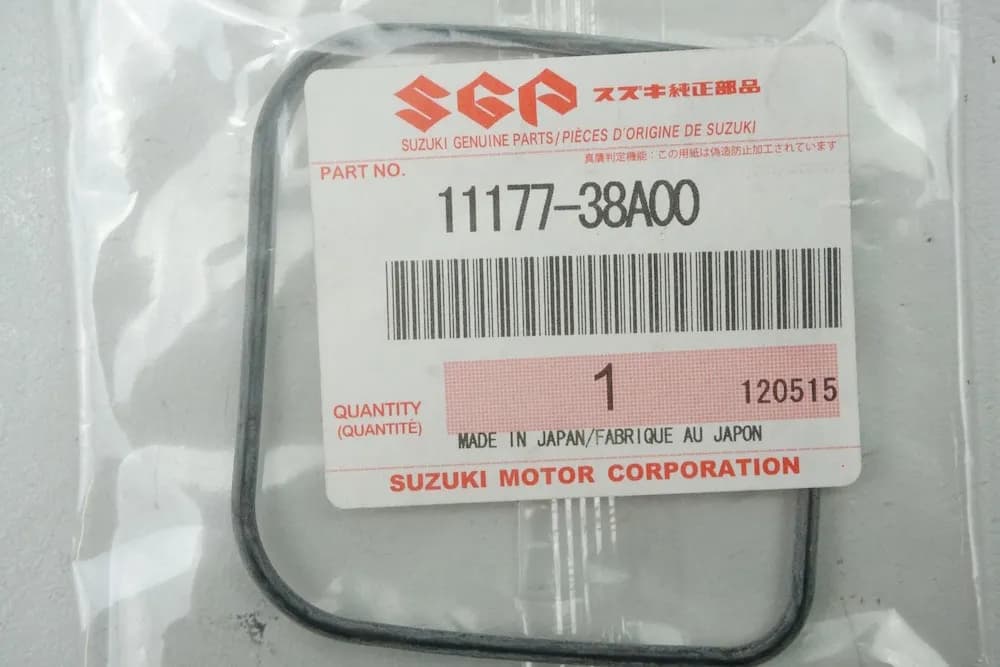 SGP スズキ純正部品
SUZUKI GENUINE PARTS/PIÈCES D'ORIGINE DE SUZUKI
真贋判定機能:この用紙は偽造防止加工されています
PART NO.
11177-38A00
1
120515
QUANTITY
(QUANTITÉ)
MADE IN JAPAN/FABRIQUE AU JAPON
SUZUKI MOTOR CORPORATION